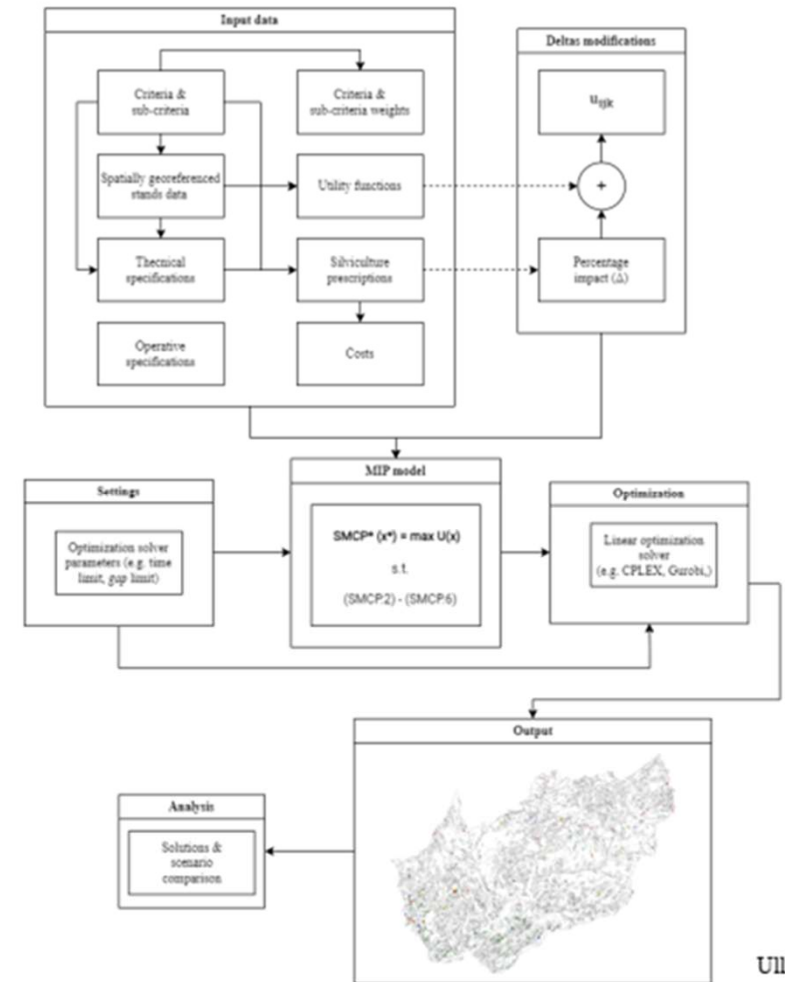 Input data
Criteria &
sub-criteria
Criteria &
sub-criteria weights
Spatially georeferenced
stands data
Utility functions
Thecnical
specifications
Silviculture
prescriptions
Operative
specifications
Costs
Deltas modifications
uijk
+
Percentage
impact (Δ)
Settings
Optimization solver
parameters (e.g. time
limit, gap limit)
MIP model
SMCP* (x*) = max U(x)
s.t.
(SMCP.2) - (SMCP.6)
Optimization
Linear optimization
solver
(e.g. CPLEX, Gurobi,)
Output
Analysis
Solutions &
scenario
comparison
Ull